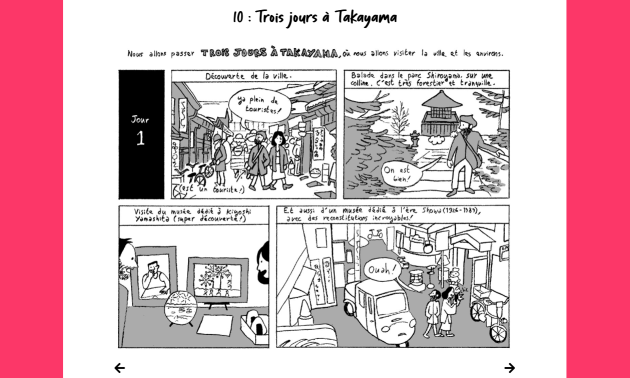 10 : Trois jours à Takayama
Nous allons passer TROIS JOURS À TAKAYAMA, où nous allons visiter la ville et les environs.
Jour
1
Découverte de la ville.
Ya plein de
touristes!
(est un touriste!)
Balade dans le parc Shiroyama, sur une
colline. C'est très forestier et tranquille.
On est
bien!
Visite du musée dédié à Kiyoshi
Yamashita (super découverte!)
Et aussi d'un musée dédié à l'ère Showa (1926-1989),
avec des reconstitutions incroyables!
Ouah!